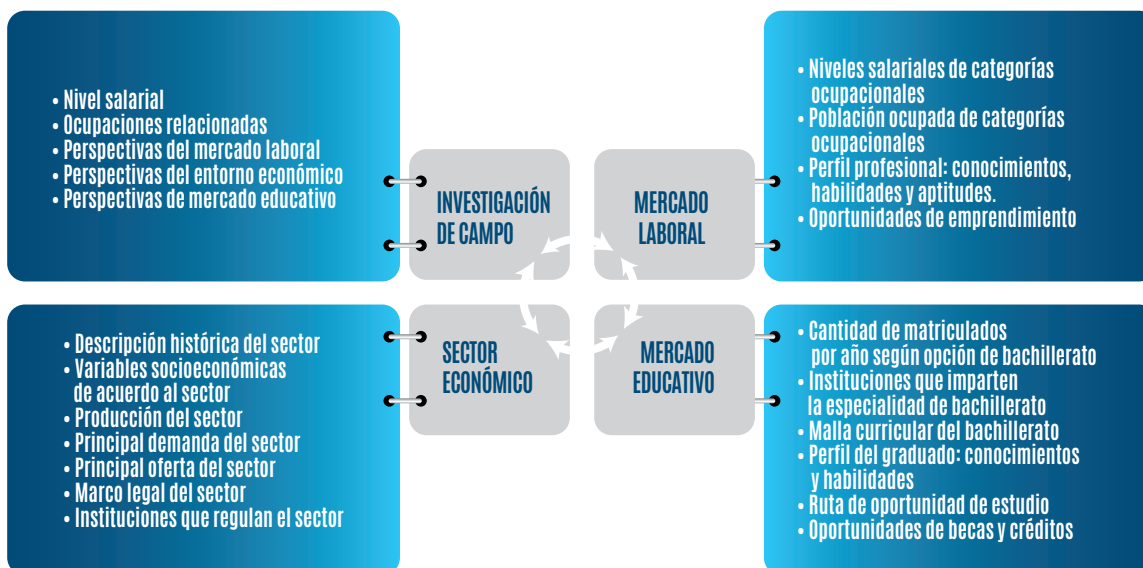 • Nivel salarial
• Ocupaciones relacionadas
• Perspectivas del mercado laboral
• Perspectivas del entorno económico
• Perspectivas de mercado educativo
INVESTIGACIÓN
DE CAMPO
MERCADO
LABORAL
• Niveles salariales de categorías
ocupacionales
• Población ocupada de categorías
ocupacionales
• Perfil profesional: conocimientos,
habilidades y aptitudes.
• Oportunidades de emprendimiento
• Descripción histórica del sector
• Variables socioeconómicas
de acuerdo al sector
• Producción del sector
• Principal demanda del sector
• Principal oferta del sector
• Marco legal del sector
• Instituciones que regulan el sector
SECTOR
ECONÓMICO
MERCADO
EDUCATIVO
• Cantidad de matriculados
por año según opción de bachillerato
• Instituciones que imparten
la especialidad de bachillerato
• Malla curricular del bachillerato
• Perfil del graduado: conocimientos
y habilidades
• Ruta de oportunidad de estudio
• Oportunidades de becas y créditos